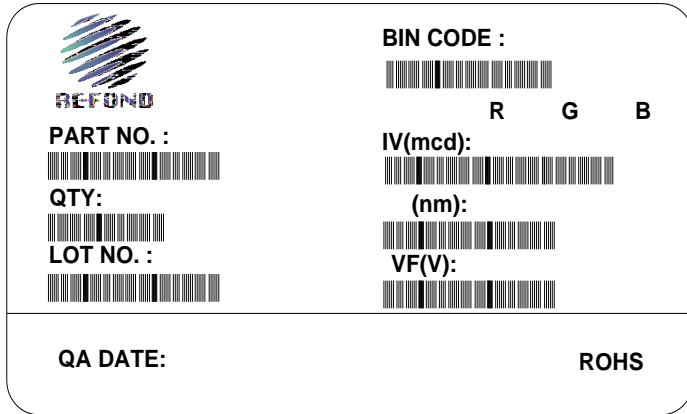 REFOND
PART NO. :
QTY:
LOT NO. :
BIN CODE :
R G B
IV(mcd):
(nm):
VF(V):
QA DATE:
ROHS